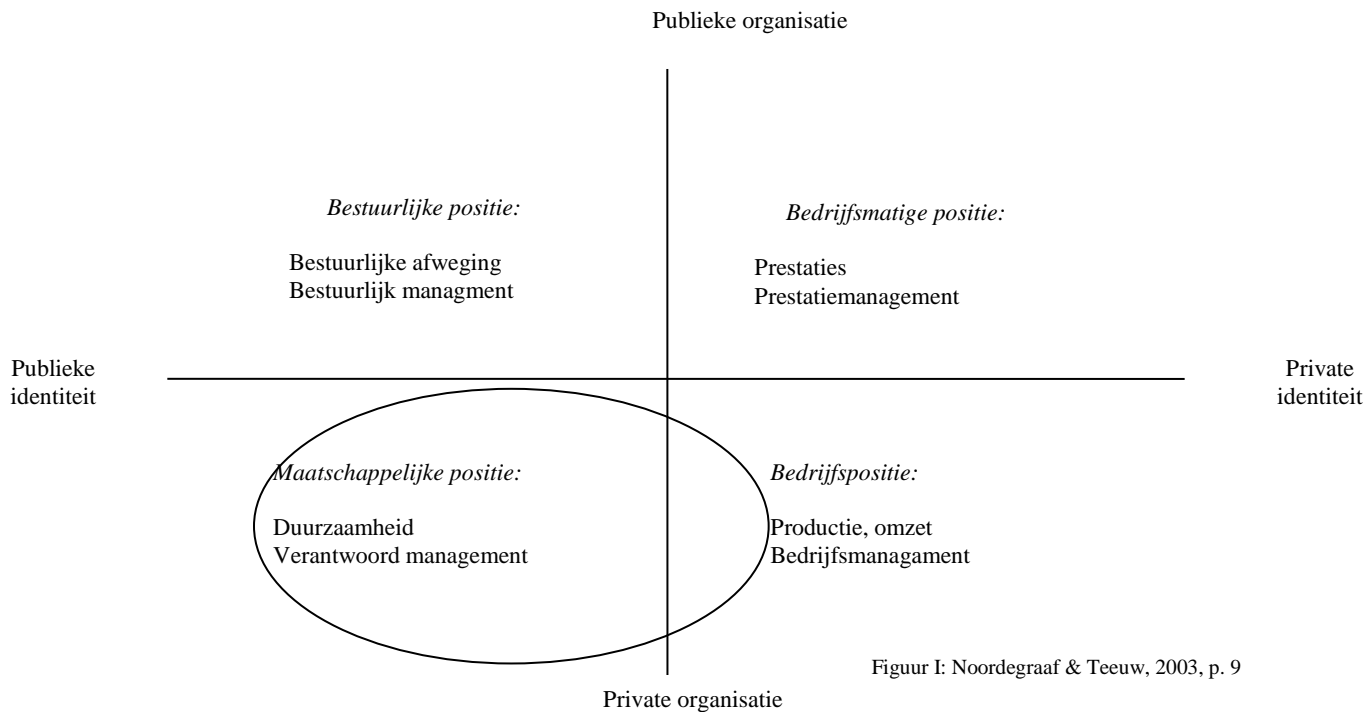 Publieke organisatie
Bestuurlijke positie:
Bestuurlijke afweging
Bestuurlijk managment
Bedrijfsmatige positie:
Prestaties
Prestatiemanagement
Publieke
identiteit
Private
identiteit
Maatschappelijke positie:
Duurzaamheid
Verantwoord management
Bedrijfspositie:
Productie, omzet
Bedrijfsmanagament
Figuur I: Noordegraaf & Teeuw, 2003, p. 9
Private organisatie